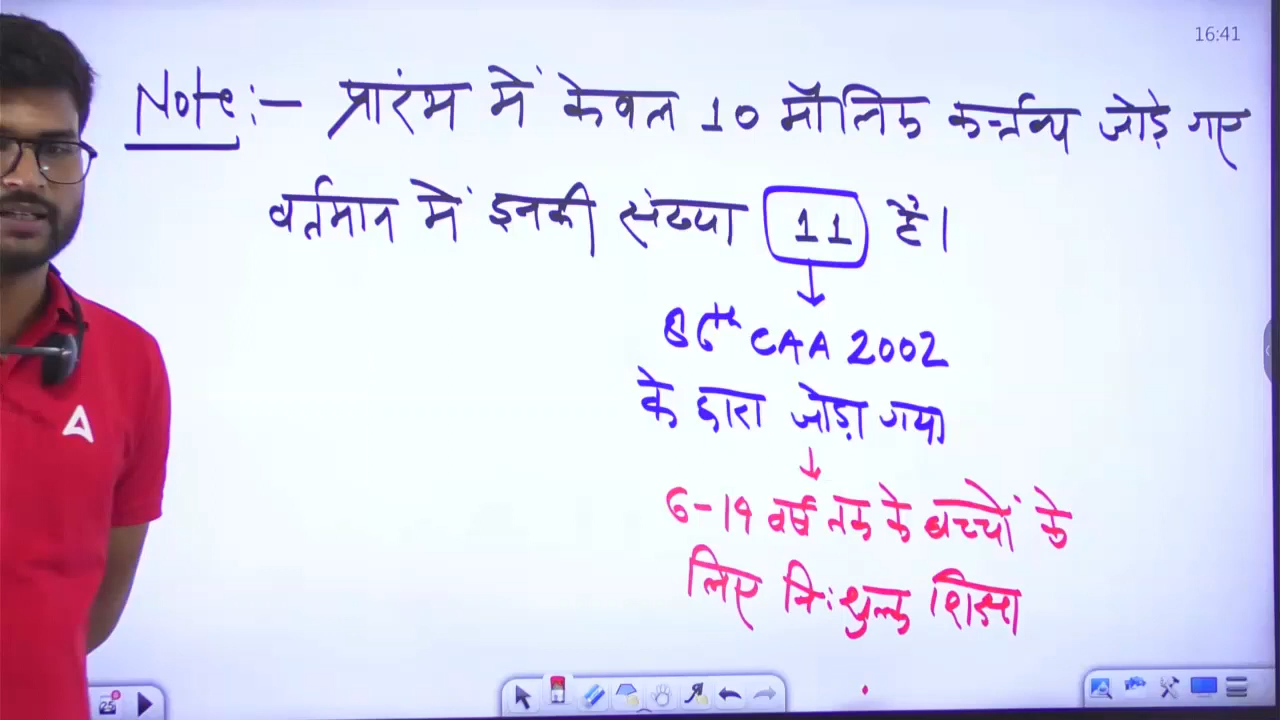 16:41
Note:- प्रारंभ में केवल 10 मौलिक कर्त्तव्य जोड़े गए
वर्तमान में इनकी संख्या 11 हैं।
86th CAA 2002
के द्वारा जोड़ा गया
6-14 वर्ष तक के बच्चों के
लिए नि:शुल्क शिक्षा